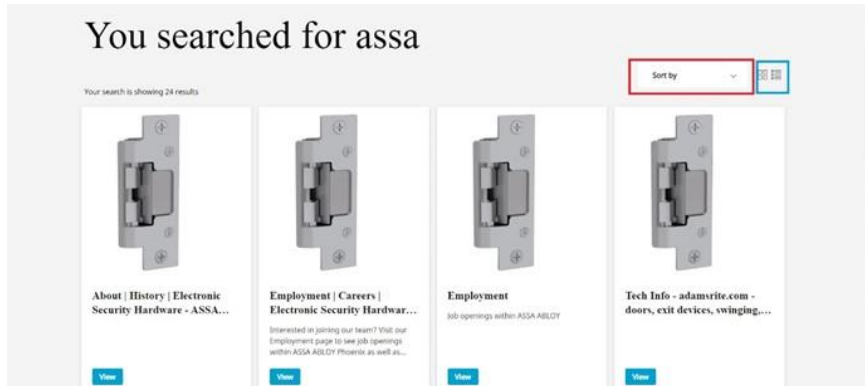 You searched for assa
Sort by
Your search is showing 24 results
About | History | Electronic
Security Hardware - ASSA...
View
Employment | Careers |
Electronic Security Hardwar...
Interested in joining our team? Visit our
Employment page to see job openings
within ASSA ABLOY Phoenix as well as...
View
Employment
Job openings within ASSA ABLOY
View
Tech Info - adamsrite.com -
doors, exit devices, swinging,...
View